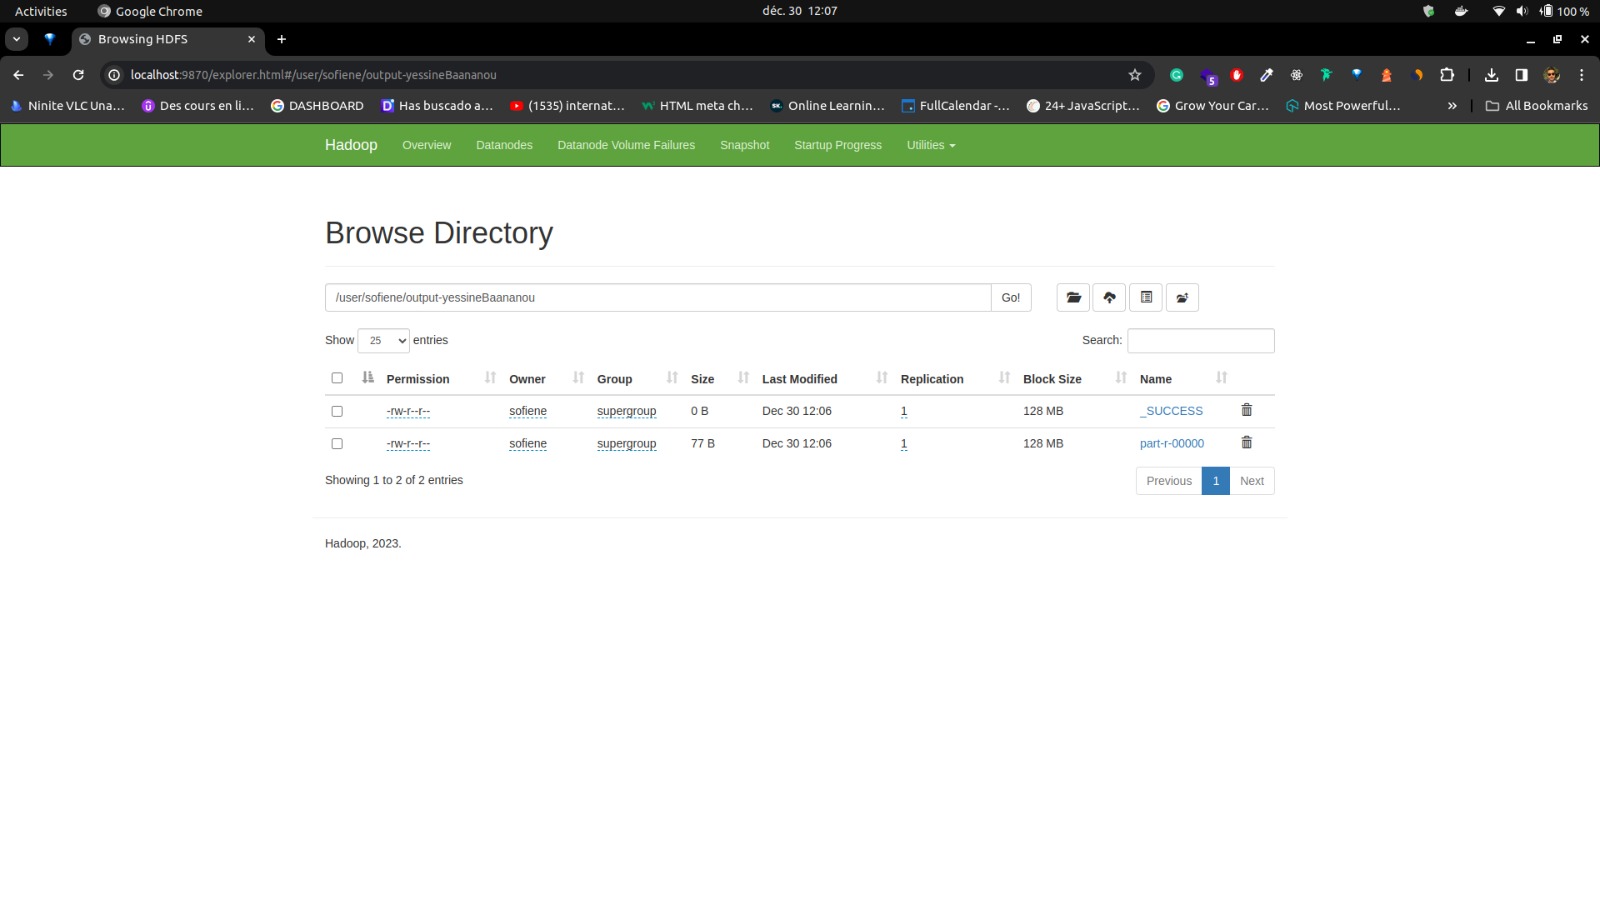 Activities Google Chrome déc. 30 12:07 100 %
Browsing HDFS
localhost:9870/explorer.html#/user/sofiene/output-yessineBaananou 5
Ninite VLC Una... Des cours en li... DASHBOARD Has buscado a... (1535) internat... HTML meta ch... Online Learnin... FullCalendar -... 24+ JavaScript... Grow Your Car... Most Powerful... » All Bookmarks
Hadoop Overview Datanodes Datanode Volume Failures Snapshot Startup Progress Utilities
Browse Directory
/user/sofiene/output-yessineBaananou Go!
Show 25 entries Search:
Permission Owner Group Size Last Modified Replication Block Size Name
-rw-r--r-- sofiene supergroup 0 B Dec 30 12:06 1 128 MB _SUCCESS
-rw-r--r-- sofiene supergroup 77 B Dec 30 12:06 1 128 MB part-r-00000
Showing 1 to 2 of 2 entries Previous 1 Next
Hadoop, 2023.